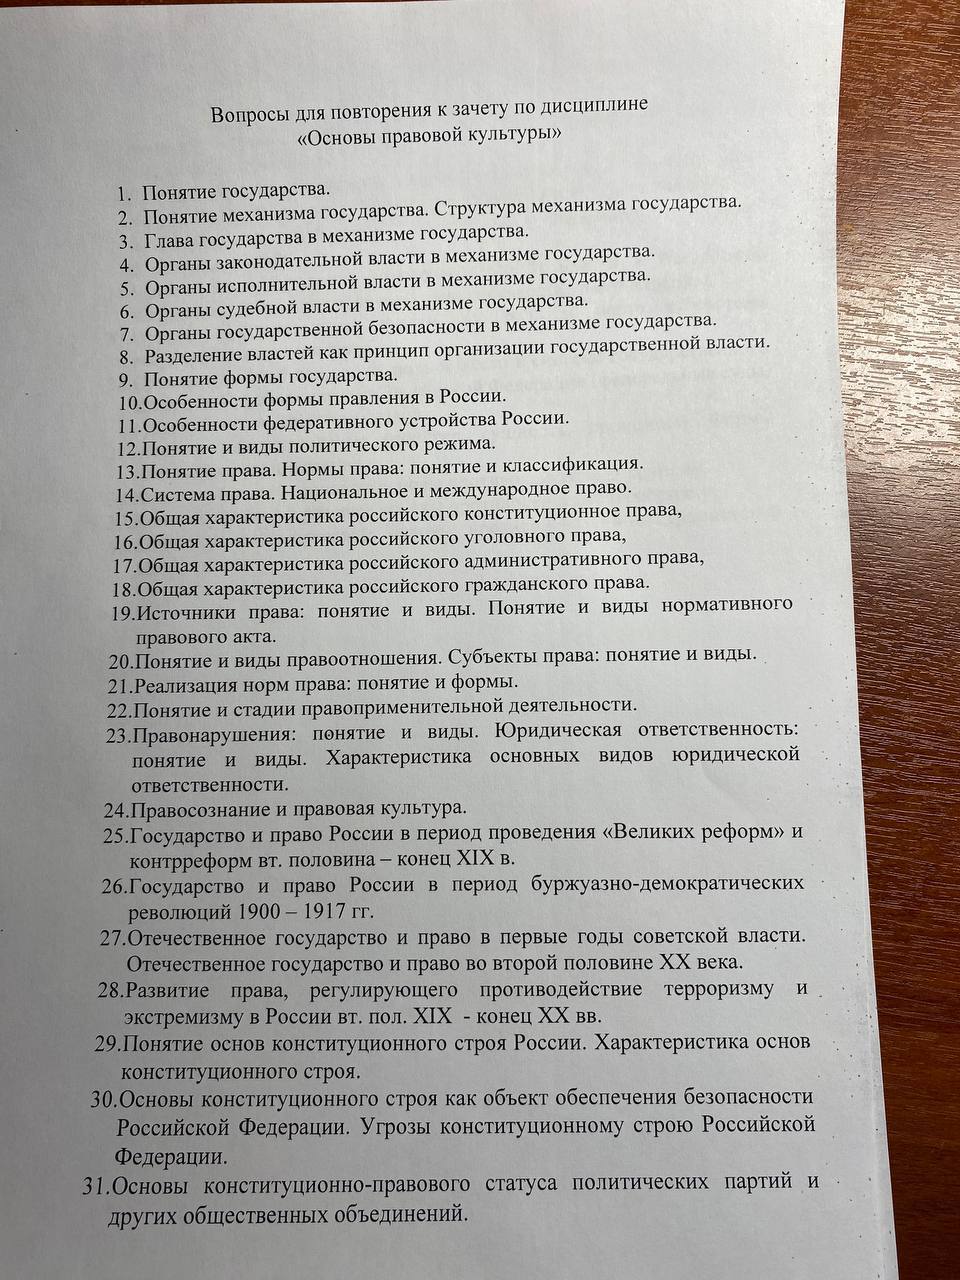 Вопросы для повторения к зачету по дисциплине
«Основы правовой культуры»
1. Понятие государства.
2. Понятие механизма государства. Структура механизма государства.
3. Глава государства в механизме государства.
4. Органы законодательной власти в механизме государства.
5. Органы исполнительной власти в механизме государства.
6. Органы судебной власти в механизме государства.
7. Органы государственной безопасности в механизме государства.
8. Разделение властей как принцип организации государственной власти.
9. Понятие формы государства.
10.Особенности формы правления в России.
11.Особенности федеративного устройства России.
12.Понятие и виды политического режима.
13.Понятие права. Нормы права: понятие и классификация.
14.Система права. Национальное и международное право.
15.Общая характеристика российского конституционное права,
16.Общая характеристика российского уголовного права,
17.Общая характеристика российского административного права,
18.Общая характеристика российского гражданского права.
19.Источники права: понятие и виды. Понятие и виды нормативного
правового акта.
20.Понятие и виды правоотношения. Субъекты права: понятие и виды.
21.Реализация норм права: понятие и формы.
22.Понятие и стадии правоприменительной деятельности.
23.Правонарушения: понятие и виды. Юридическая ответственность:
понятие и виды. Характеристика основных видов юридической
ответственности.
24.Правосознание и правовая культура.
25.Государство и право России в период проведения «Великих реформ» и
контрреформ вт. половина – конец XIX в.
26.Государство и право России в период буржуазно-демократических
революций 1900 – 1917 гг.
27.Отечественное государство и право в первые годы советской власти.
Отечественное государство и право во второй половине XX века.
28.Развитие права, регулирующего противодействие терроризму и
экстремизму в России вт. пол. XIX - конец XX вв.
29.Понятие основ конституционного строя России. Характеристика основ
конституционного строя.
30.Основы конституционного строя как объект обеспечения безопасности
Российской Федерации. Угрозы конституционному строю Российской
Федерации.
31.Основы конституционно-правового статуса политических партий и
других общественных объединений.